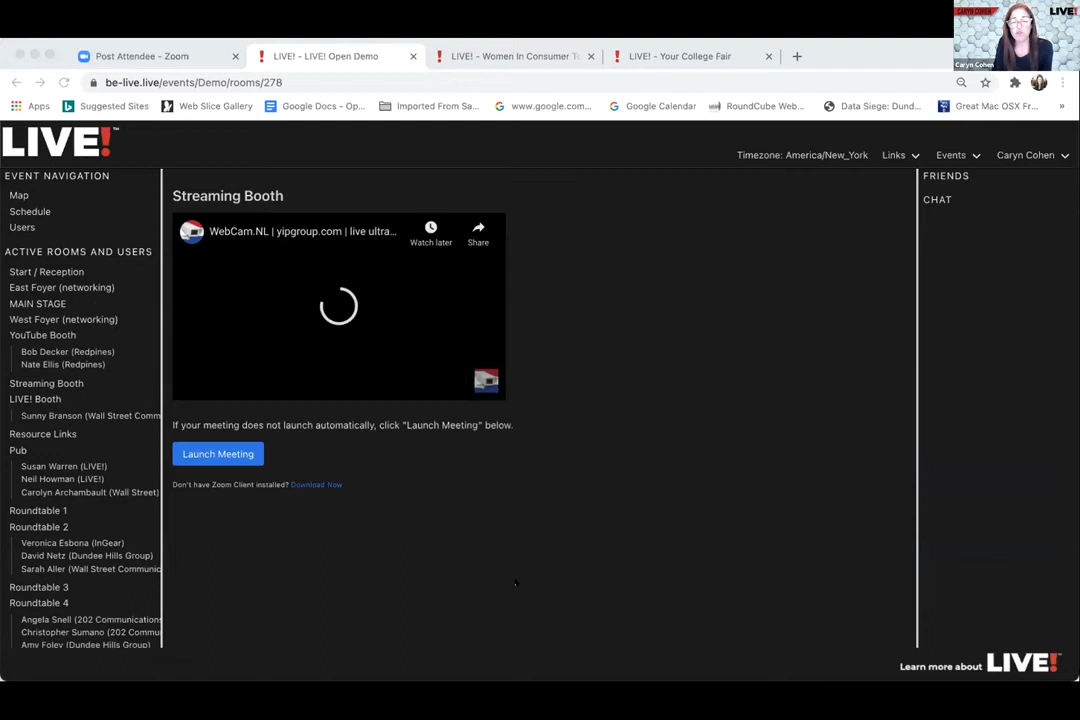 CARYN COHEN
LIVE!
Caryn Cohen
Post Attendee - Zoom
LIVE! - LIVE! Open Demo
LIVE! - Women In Consumer Te
LIVE! - Your College Fair
be-live.live/events/Demo/rooms/278
Apps
Suggested Sites
Web Slice Gallery
Google Docs - Op...
Imported From Sa...
www.google.com...
Google Calendar
RoundCube Web...
Data Siege: Dund...
Great Mac OSX Fr...
»
LIVE!™
Timezone: America/New_York
Links
Events
Caryn Cohen
EVENT NAVIGATION
Map
Schedule
Users
ACTIVE ROOMS AND USERS
Start / Reception
East Foyer (networking)
MAIN STAGE
West Foyer (networking)
YouTube Booth
Bob Decker (Redpines)
Nate Ellis (Redpines)
Streaming Booth
LIVE! Booth
Sunny Branson (Wall Street Comm
Resource Links
Pub
Susan Warren (LIVE!)
Neil Howman (LIVE!)
Carolyn Archambault (Wall Street)
Roundtable 1
Roundtable 2
Veronica Esbona (InGear)
David Netz (Dundee Hills Group)
Sarah Aller (Wall Street Communic
Roundtable 3
Roundtable 4
Angela Snell (202 Communications
Christopher Sumano (202 Commu
Amy Foley (Dundee Hills Group)
Streaming Booth
WebCam.NL | yipgroup.com | live ultra...
Watch later
Share
If your meeting does not launch automatically, click "Launch Meeting" below.
Launch Meeting
Don't have Zoom Client installed? Download Now
FRIENDS
CHAT
Learn more about LIVE!™